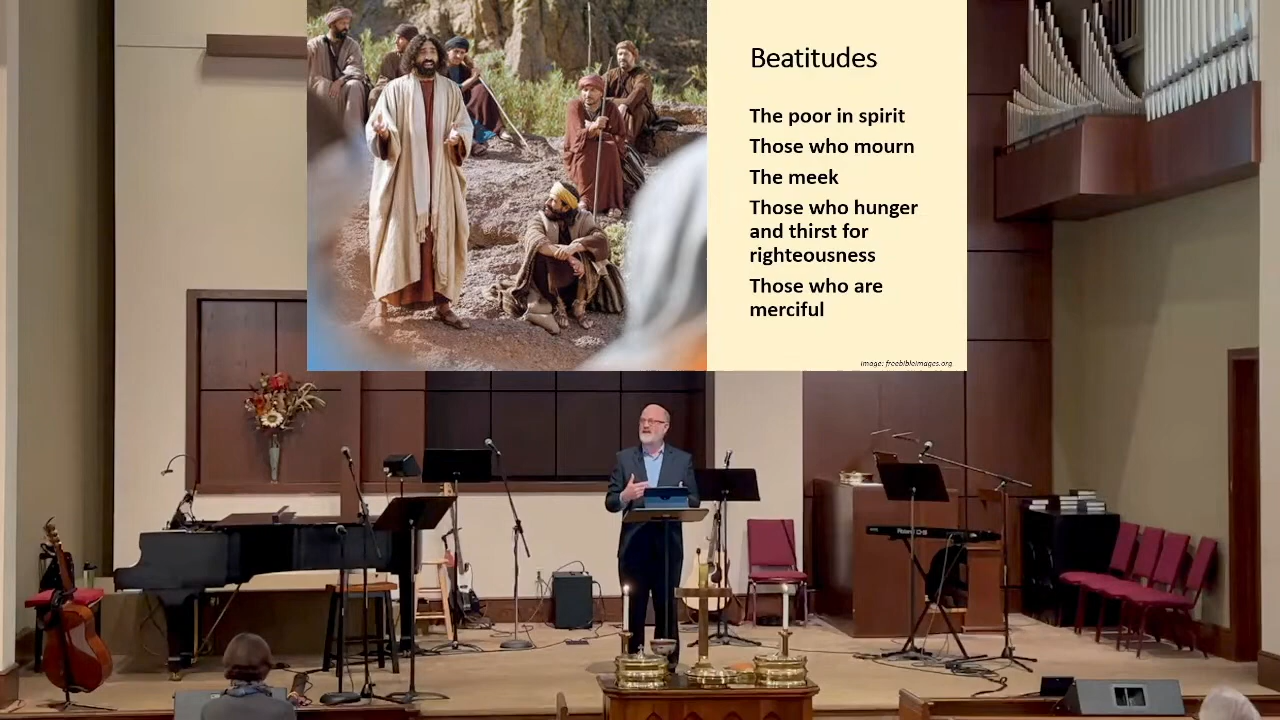 Beatitudes
The poor in spirit
Those who mourn
The meek
Those who hunger
and thirst for
righteousness
Those who are
merciful
image: freebibleimages.org
Roland